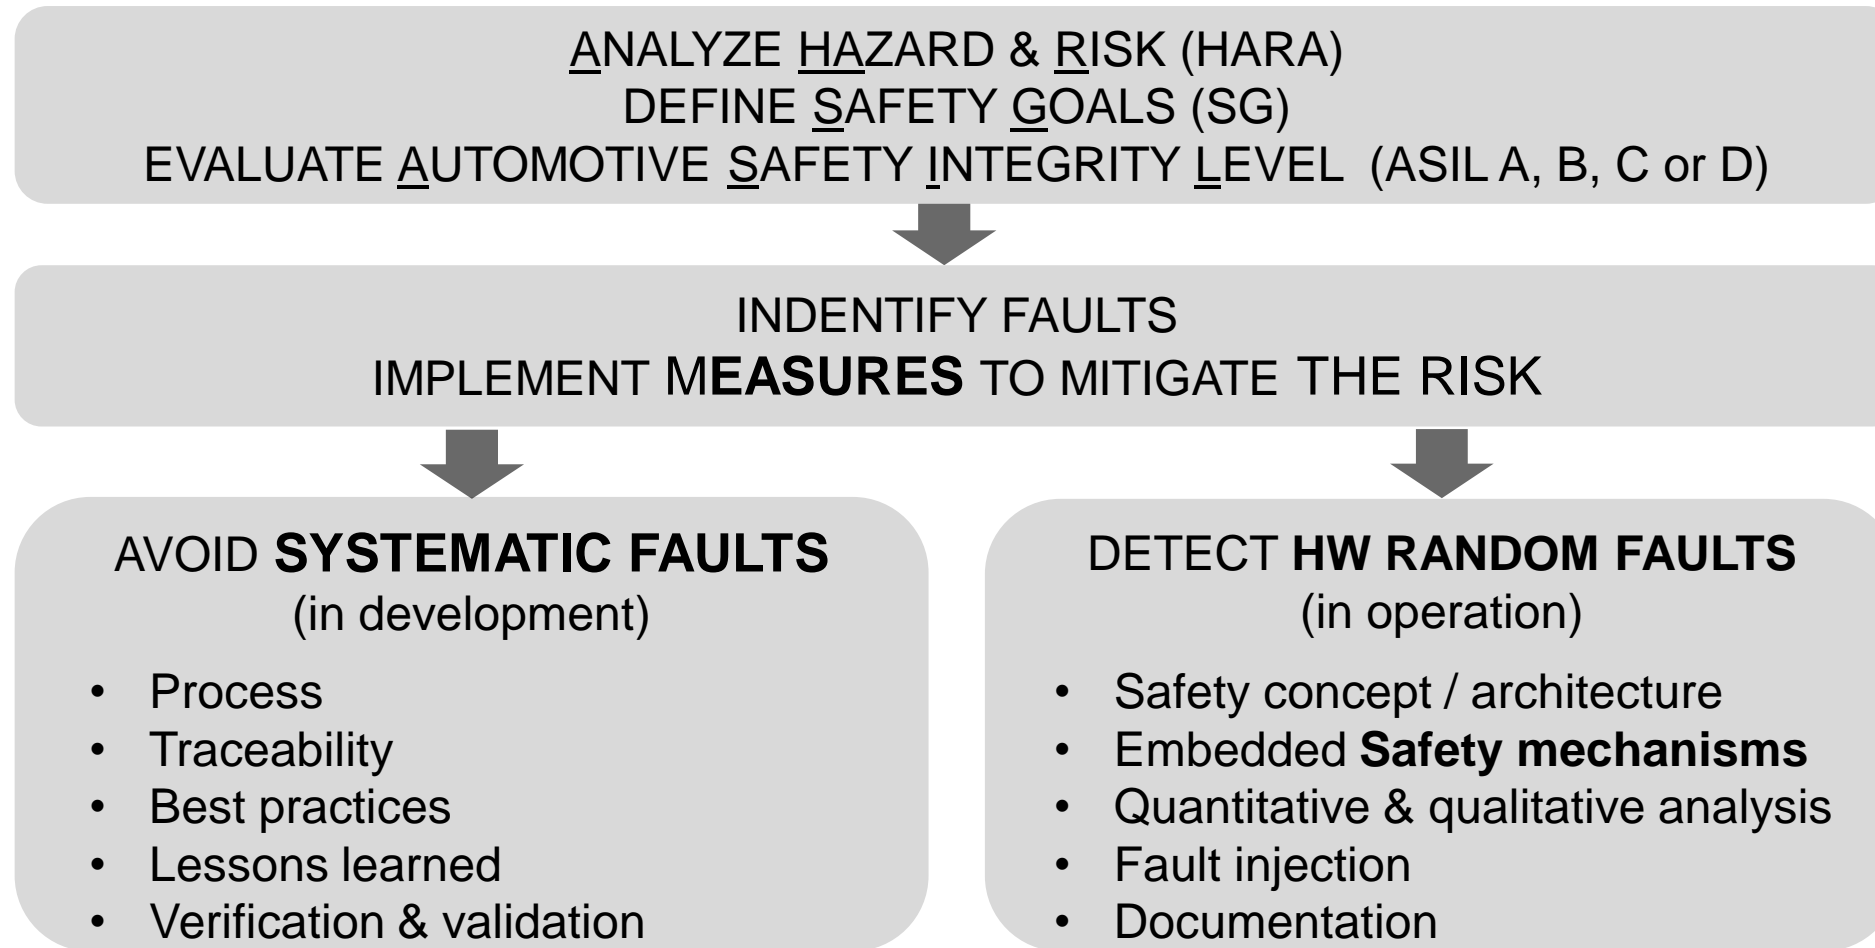 ANALYZE HAZARD & RISK (HARA)
DEFINE SAFETY GOALS (SG)
EVALUATE AUTOMOTIVE SAFETY INTEGRITY LEVEL (ASIL A, B, C or D)
INDENTIFY FAULTS
IMPLEMENT MEASURES TO MITIGATE THE RISK
AVOID SYSTEMATIC FAULTS
(in development)
• Process
• Traceability
• Best practices
• Lessons learned
• Verification & validation
DETECT HW RANDOM FAULTS
(in operation)
• Safety concept / architecture
• Embedded Safety mechanisms
• Quantitative & qualitative analysis
• Fault injection
• Documentation